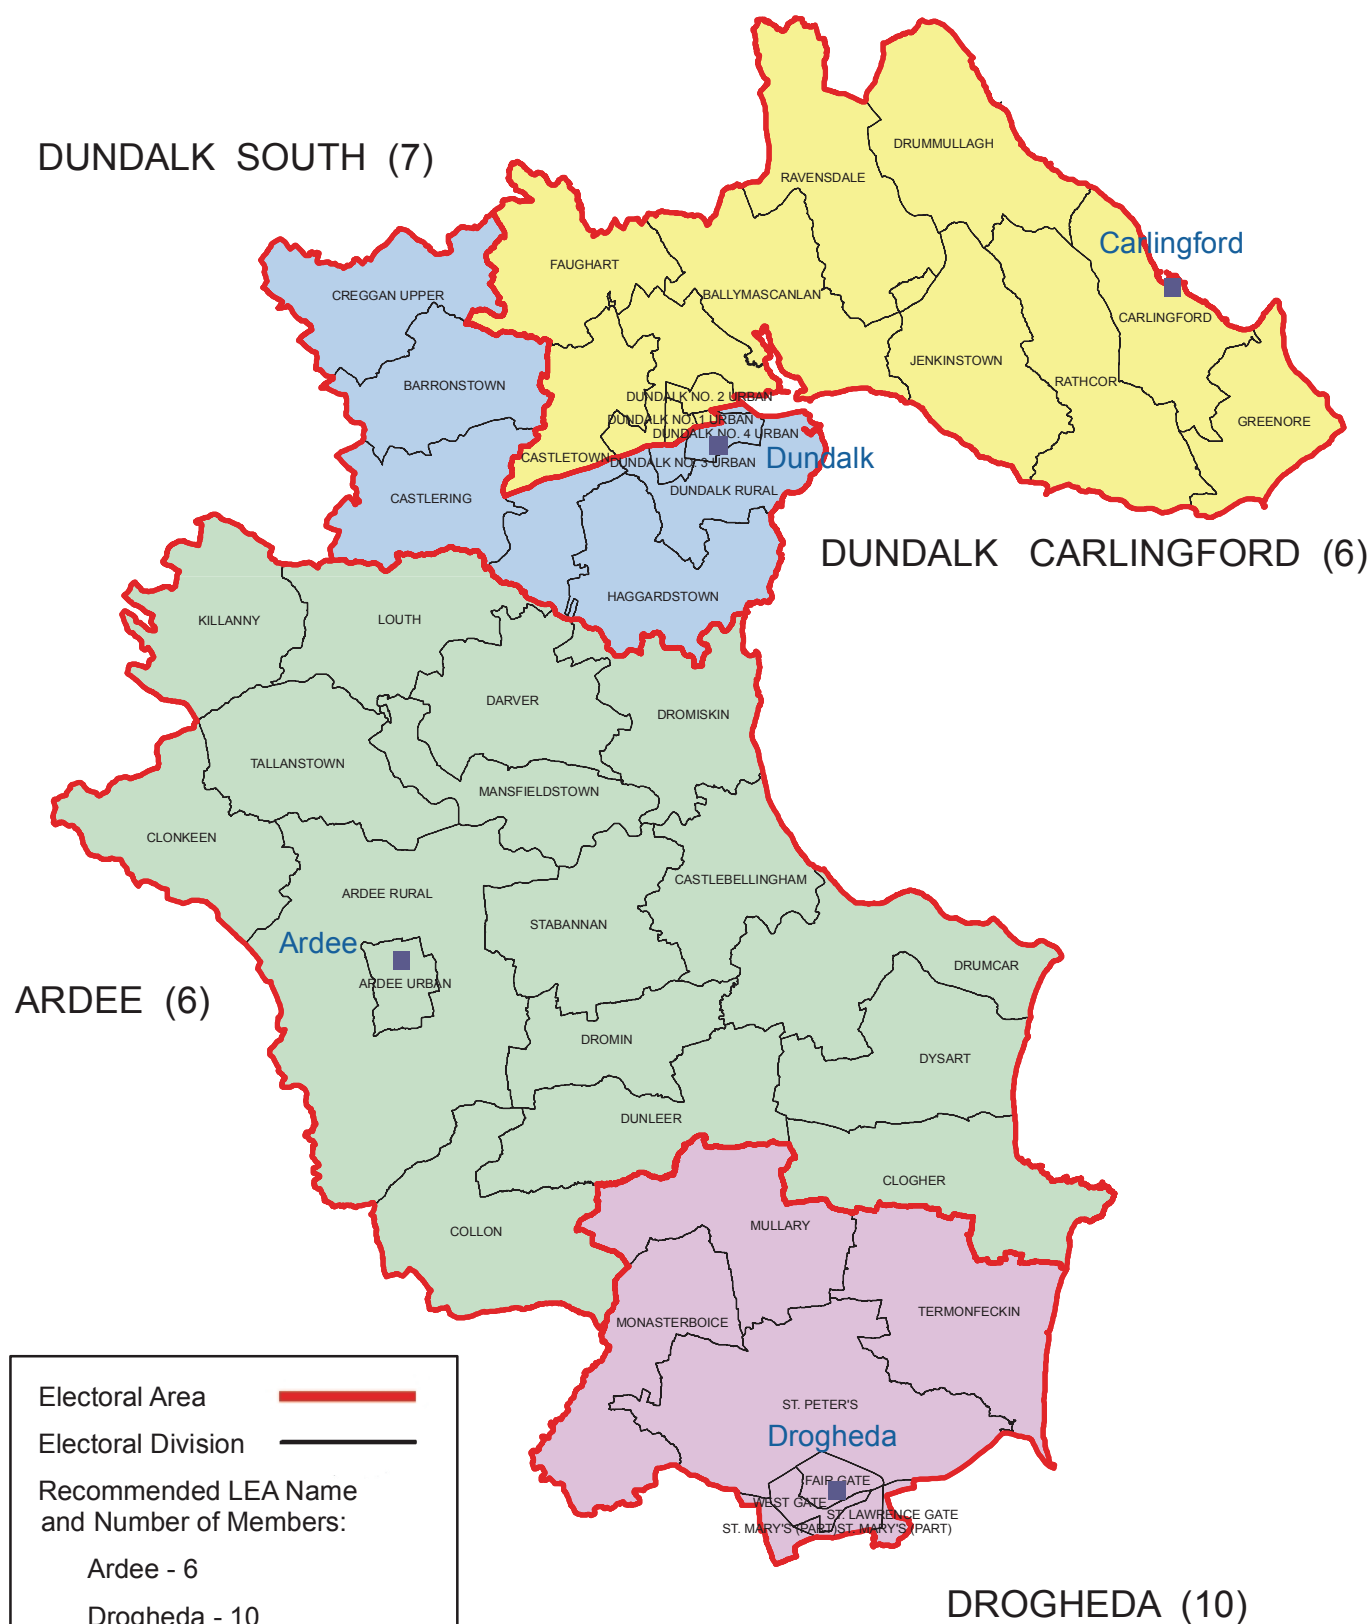 DUNDALK SOUTH (7)
DRUMMULLAGH
RAVENSDALE
Carlingford
FAUGHART
CREGGAN UPPER
BALLYMASCANLAN
CARLINGFORD
JENKINSTOWN
BARRONSTOWN
RATHCOR
DUNDALK NO. 2 URBAN
DUNDALK NO. 1 URBAN
GREENORE
DUNDALK NO. 4 URBAN
CASTLETOWN
DUNDALK NO. 3 URBAN
Dundalk
DUNDALK RURAL
CASTLERING
DUNDALK CARLINGFORD (6)
HAGGARDSTOWN
KILLANNY
LOUTH
DARVER
DROMISKIN
TALLANSTOWN
MANSFIELDSTOWN
CLONKEEN
CASTLEBELLINGHAM
ARDEE RURAL
STABANNAN
Ardee
DRUMCAR
ARDEE URBAN
ARDEE (6)
DROMIN
DYSART
DUNLEER
CLOGHER
MULLARY
COLLON
TERMONFECKIN
MONASTERBOICE
ST. PETER'S
Drogheda
FAIR GATE
WEST GATE
ST. LAWRENCE GATE
ST. MARY'S (PART)
ST. MARY'S (PART)
DROGHEDA (10)
Electoral Area
Electoral Division
Recommended LEA Name
and Number of Members:
Ardee - 6
Drogheda - 10